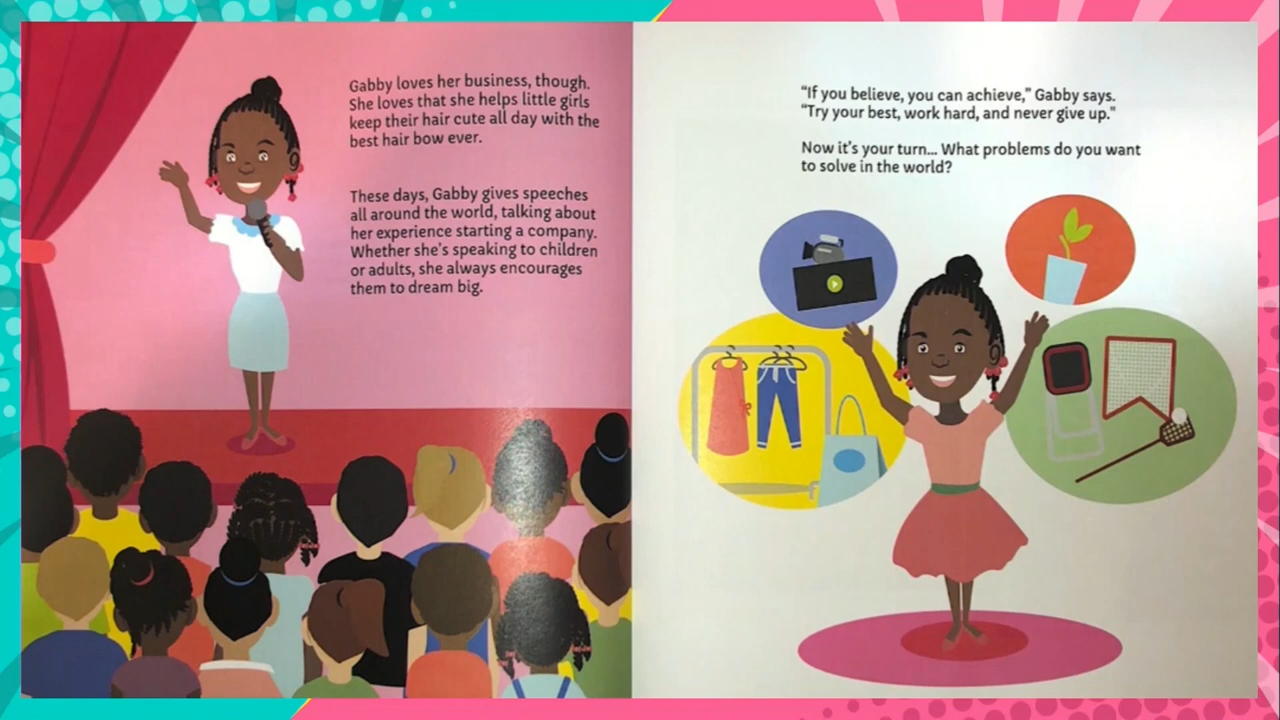 Gabby loves her business, though.
She loves that she helps little girls
keep their hair cute all day with the
best hair bow ever.
These days, Gabby gives speeches
all around the world, talking about
her experience starting a company.
Whether she's speaking to children
or adults, she always encourages
them to dream big.
“If you believe, you can achieve,” Gabby says.
“Try your best, work hard, and never give up.”
Now it's your turn... What problems do you want
to solve in the world?